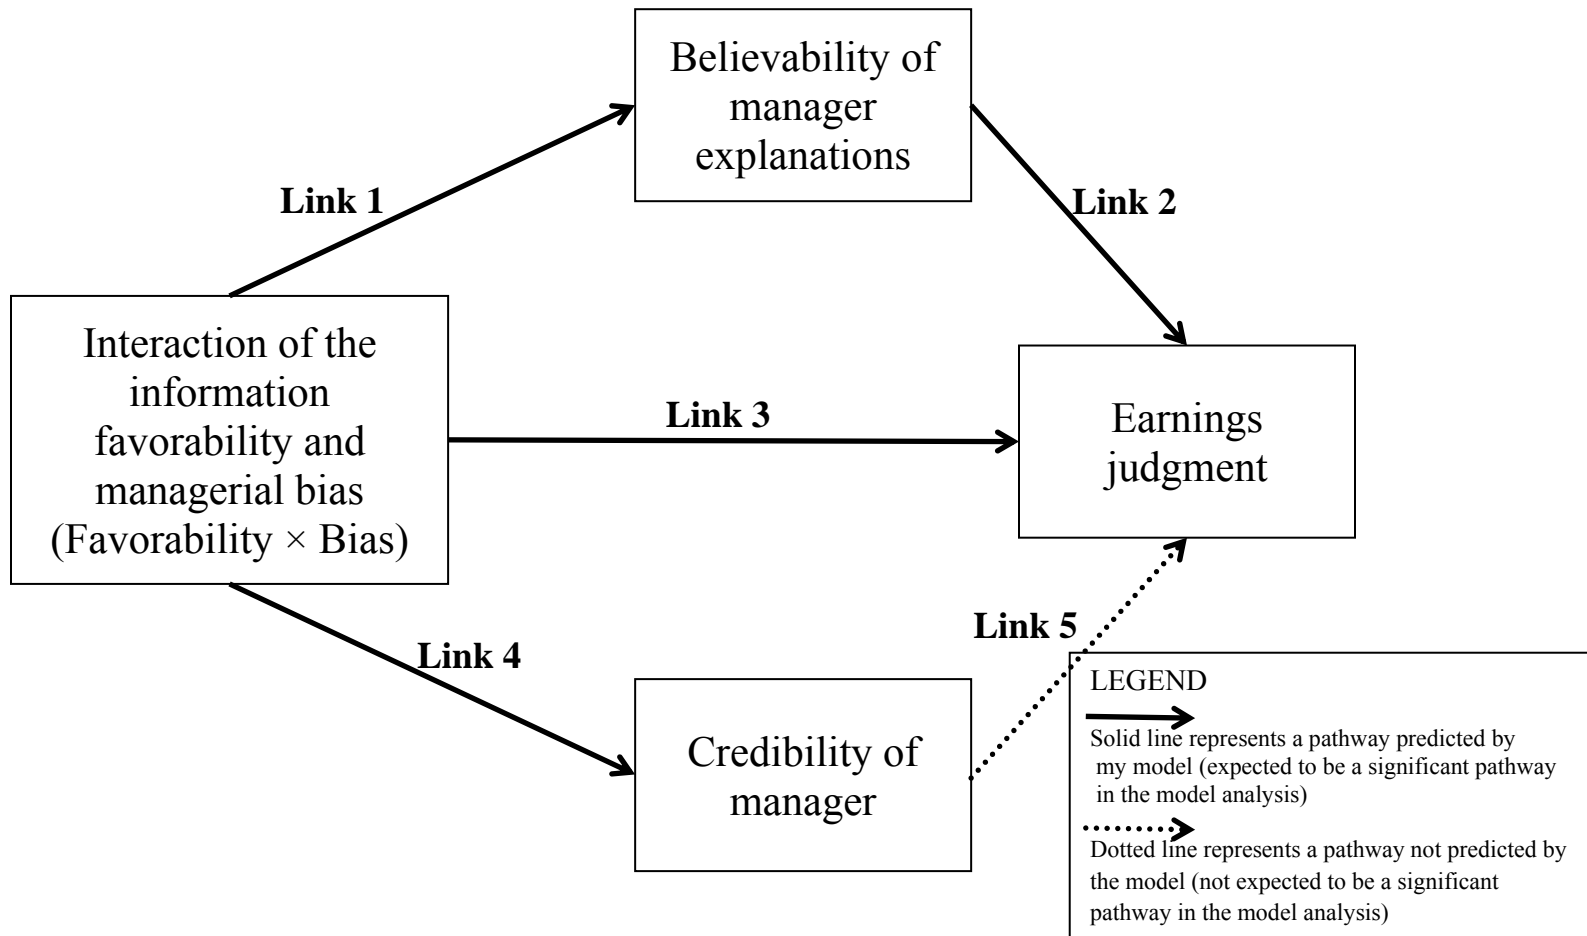 Believability of
manager
explanations
Link 1
Link 2
Interaction of the
information
favorability and
managerial bias
(Favorability × Bias)
Link 3
Earnings
judgment
Link 4
Link 5
Credibility of
manager
LEGEND
Solid line represents a pathway predicted by
my model (expected to be a significant pathway
in the model analysis)
Dotted line represents a pathway not predicted by
the model (not expected to be a significant
pathway in the model analysis)